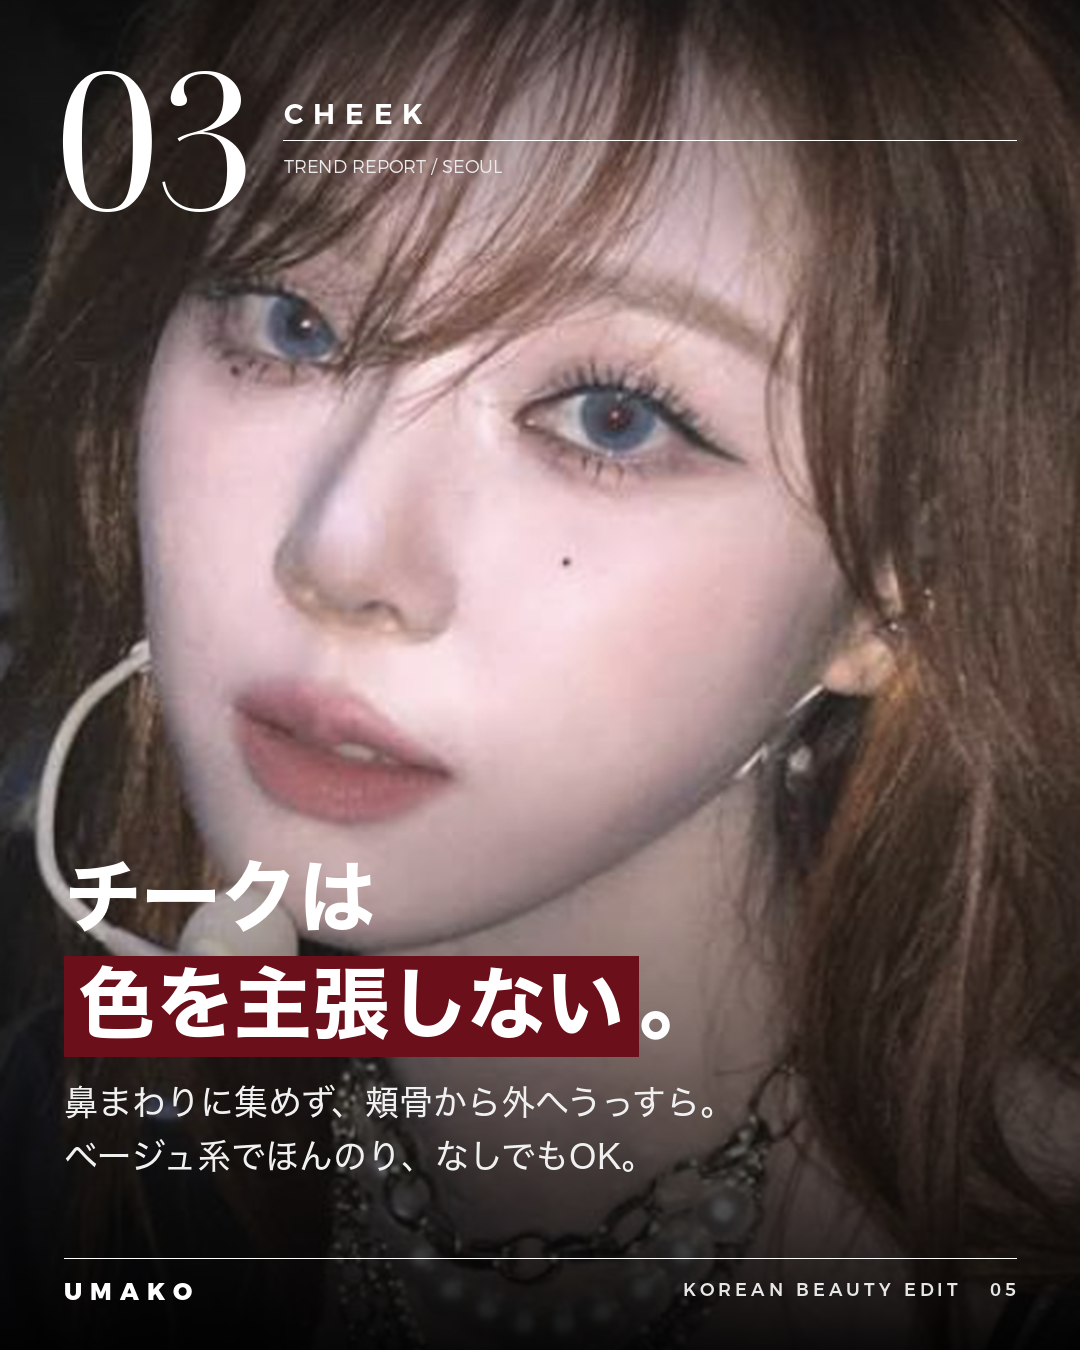 03
CHEEK
TREND REPORT / SEOUL
チークは
色を主張しない。
鼻まわりに集めず、頬骨から外へうっすら。
ベージュ系でほんのり、なしでもOK。
UMAKO
KOREAN BEAUTY EDIT 05